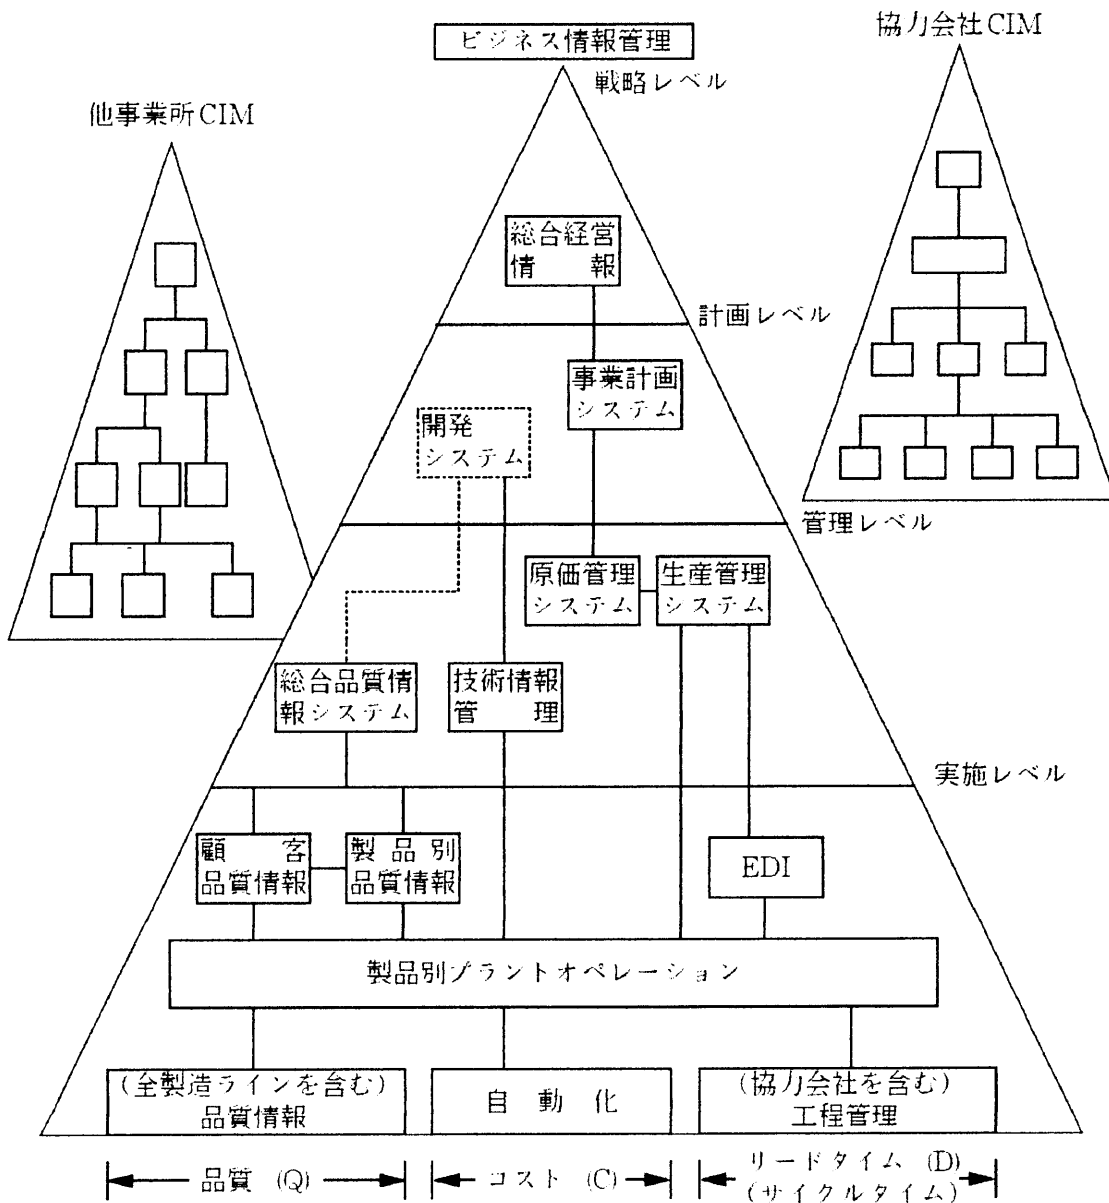 ビジネス情報管理
協力会社CIM
戦略レベル
他事業所CIM
総合経営
情報
計画レベル
事業計画
システム
開発
システム
管理レベル
原価管理
システム
生産管理
システム
総合品質情
報システム
技術情報
管理
実施レベル
顧客
品質情報
製品別
品質情報
EDI
製品別プラントオペレーション
(全製造ラインを含む)
品質情報
自動化
(協力会社を含む)
工程管理
品質 (Q)
コスト (C)
リードタイム (D)
(サイクルタイム)